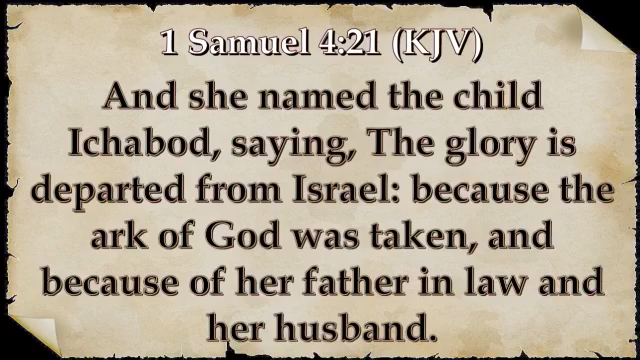 1 Samuel 4:21 (KJV)
And she named the child
Ichabod, saying, The glory is
departed from Israel: because the
ark of God was taken, and
because of her father in law and
her husband.